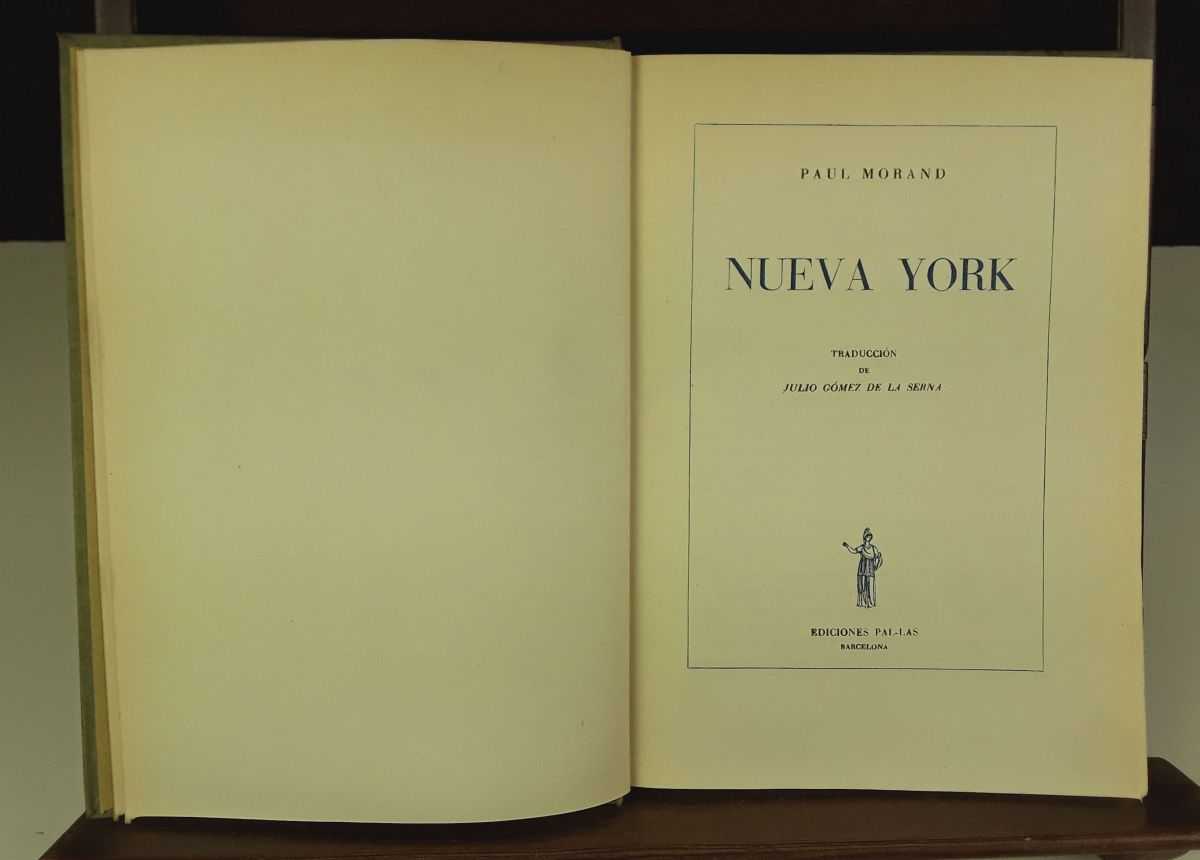 PAUL MORAND
NUEVA YORK
TRADUCCIÓN
DE
JULIO GÓMEZ DE LA SERNA
EDICIONES PAL-LAS
BARCELONA